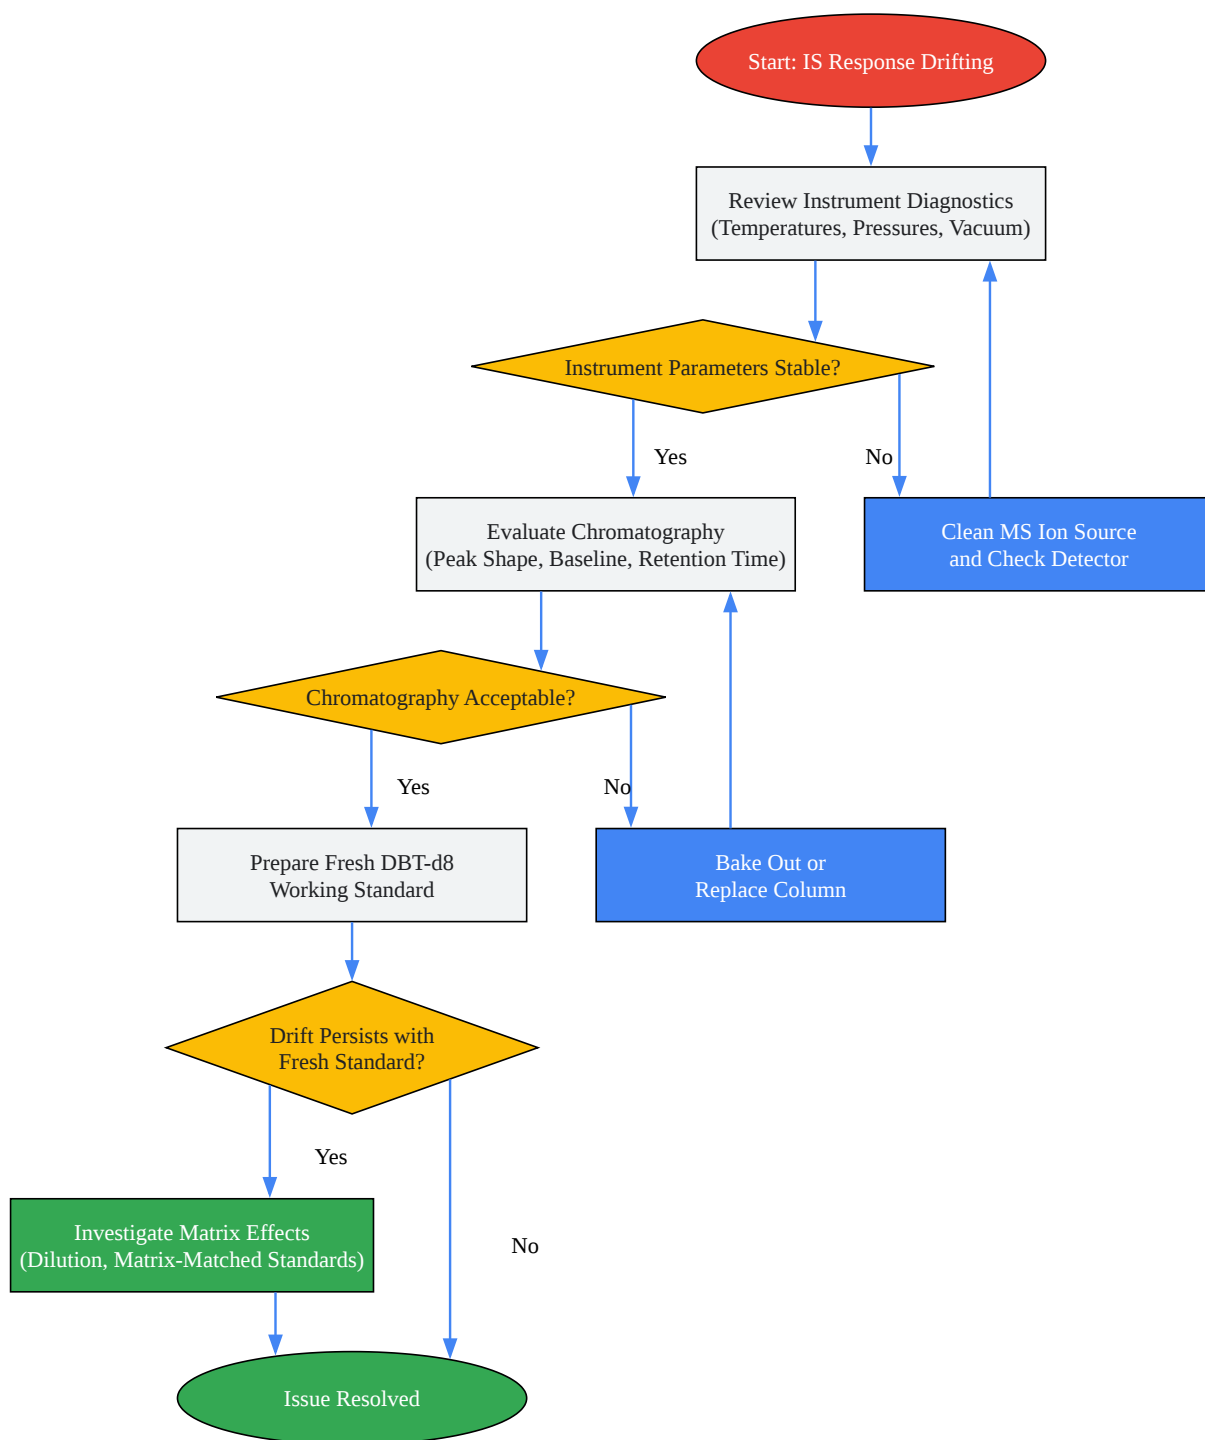 Start: IS Response Drifting
Review Instrument Diagnostics
(Temperatures, Pressures, Vacuum)
Instrument Parameters Stable?
Yes
No
Evaluate Chromatography
(Peak Shape, Baseline, Retention Time)
Clean MS Ion Source
and Check Detector
Chromatography Acceptable?
Yes
No
Prepare Fresh DBT-d8
Working Standard
Bake Out or
Replace Column
Drift Persists with
Fresh Standard?
Yes
Investigate Matrix Effects
(Dilution, Matrix-Matched Standards)
No
Issue Resolved